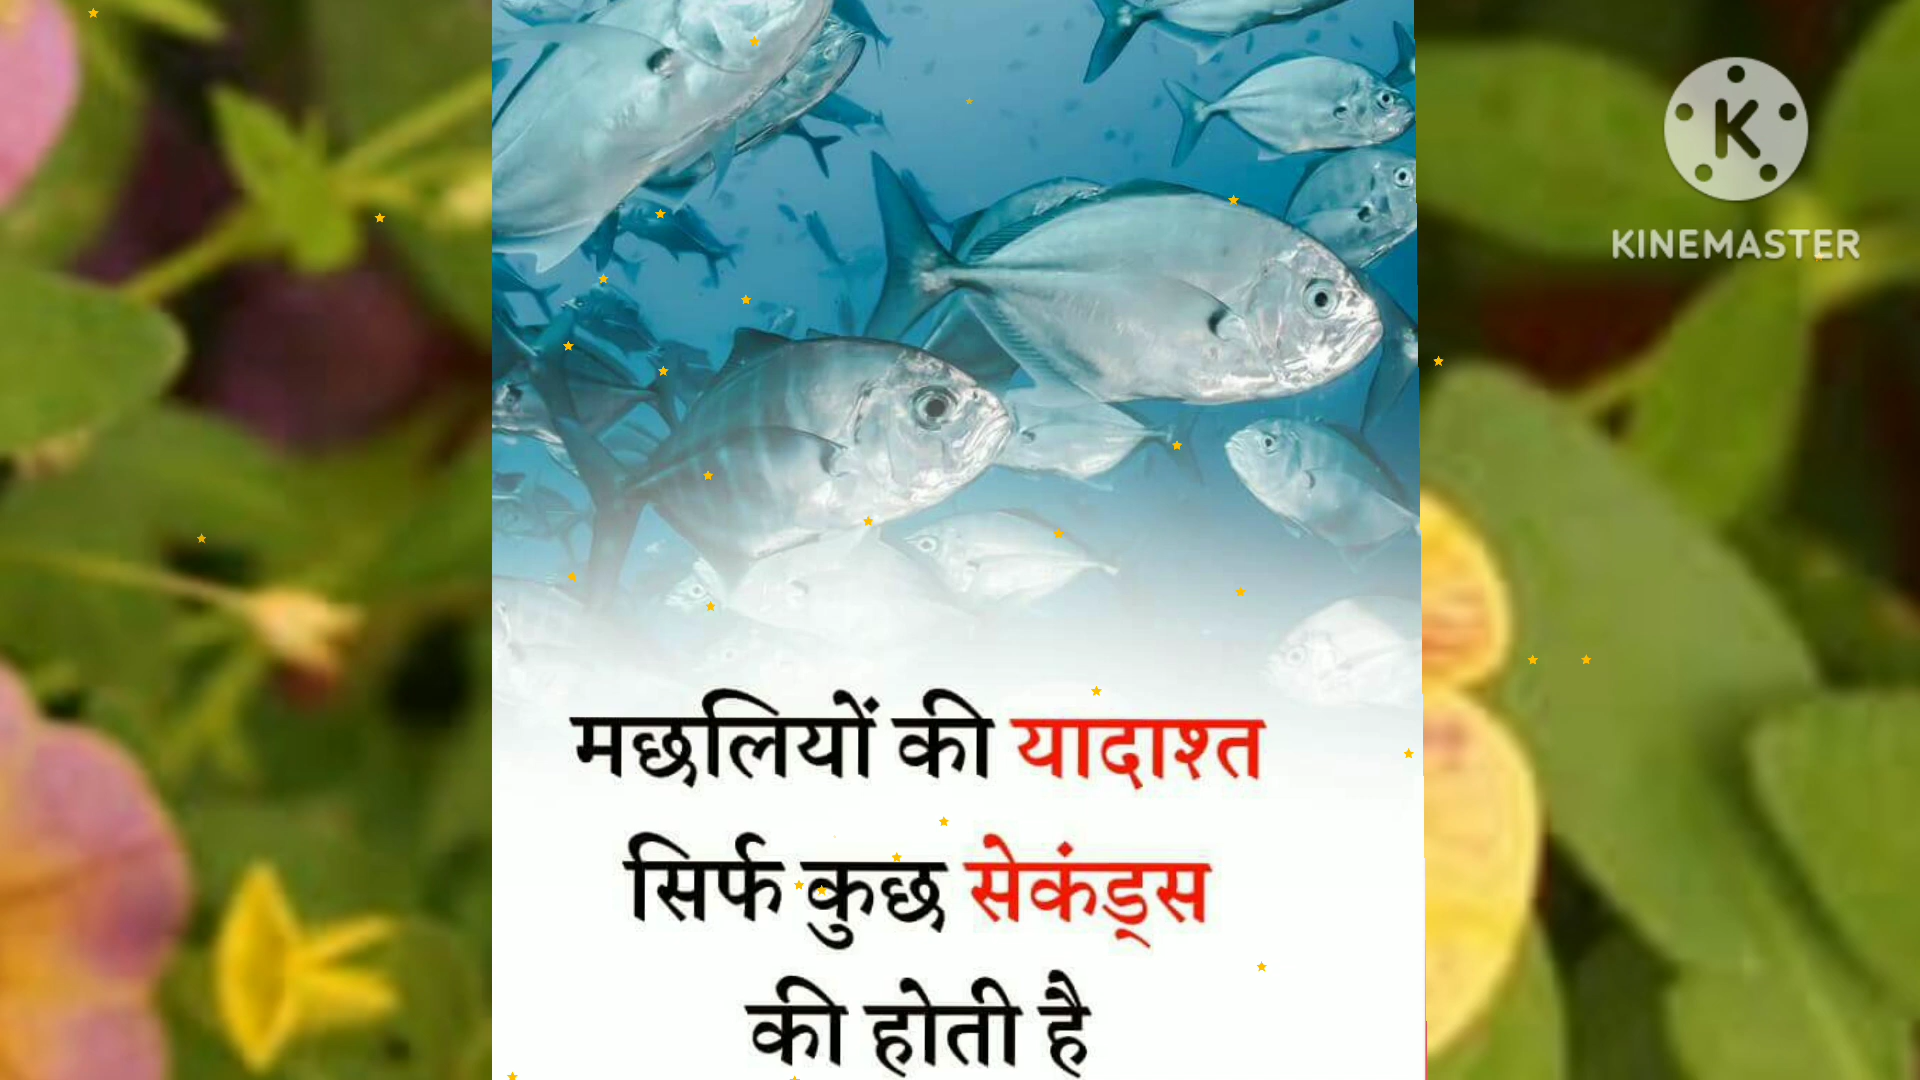 K
KINEMASTER
मछलियों की यादाश्त
सिर्फ कुछ सेकंड्स
की होती है